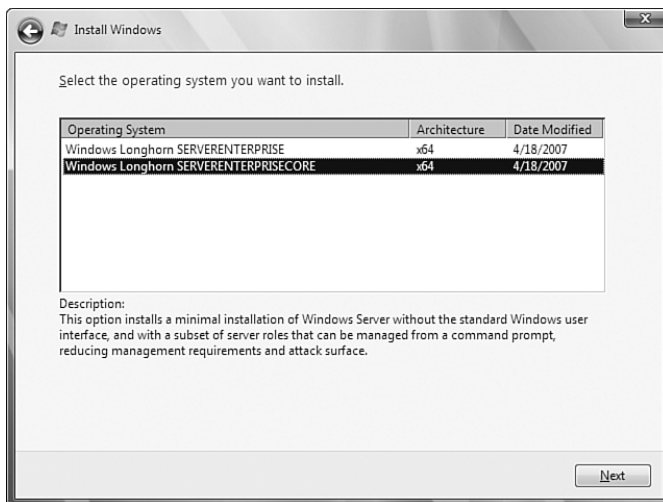 Install Windows
Select the operating system you want to install.
Operating System Architecture Date Modified
Windows Longhorn SERVERENTERPRISE x64 4/18/2007
Windows Longhorn SERVERENTERPRISECORE x64 4/18/2007
Description:
This option installs a minimal installation of Windows Server without the standard Windows user
interface, and with a subset of server roles that can be managed from a command prompt,
reducing management requirements and attack surface.
Next